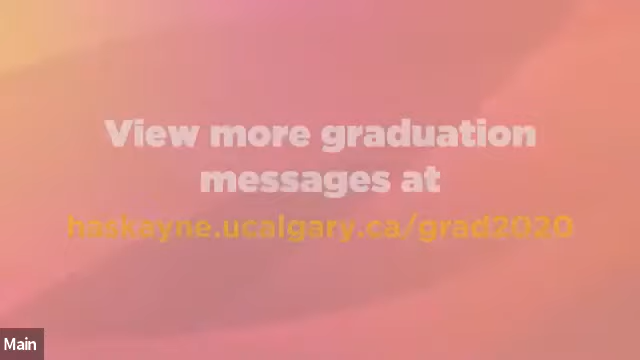 View more graduation
messages at
haskayne.ucalgary.ca/grad2020
Main